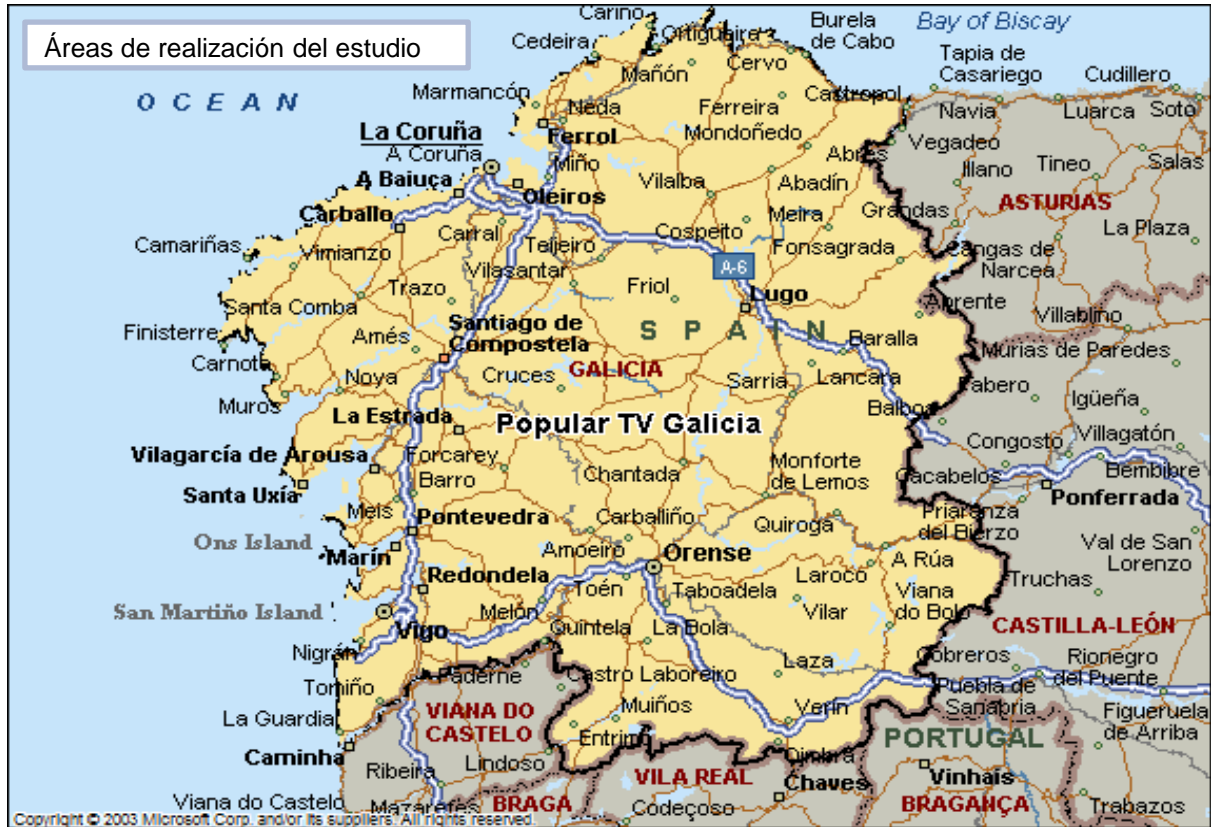 Áreas de realización del estudio
Bay of Biscay
O C E A N
Cariño
Ortigueira
Burela
de Cabo
Cedeira
Tapia de
Casariego
Cudillero
Mañón
Cervo
Marmancón
Neda
Ferreira
Castropol
Navia
Luarca
Soto
La Coruña
Ferrol
Mondoñedo
Vegadeo
A Coruña
Miño
Abres
Illano
Tineo
Salas
A Baiuça
Oleiros
Vilalba
Abadín
ASTURIAS
Carballo
Carral
Teijeiro
Cospeito
Meira
Grandas
La Plaza
Camariñas
Vimianzo
Fonsagrada
Cangas de
Narcea
Vilasantar
A-6
Trazo
Friol
Lugo
Santa Comba
Villablino
Finisterre
Amés
Santiago de
Compostela
S P A I N
Baralla
Murias de Paredes
Carnota
Noya
Cruces
GALICIA
Sarria
Lancara
Fabero
Igüeña
Muros
La Estrada
Popular TV Galicia
Balboa
Congosto
Villagatón
Vilagarcía de Arousa
Forcarey
Chantada
Monforte
de Lemos
Cacabelos
Bembibre
Santa Uxía
Barro
Ponferrada
Meis
Pontevedra
Carballiño
Quiroga
Priaranza
del Bierzo
Ons Island
Marín
Amoeiro
Orense
A Rúa
Val de San
Lorenzo
Redondela
Toén
Taboadela
Laroco
Viana
do Bolo
Truchas
San Martiño Island
Vigo
Melón
Vilar
CASTILLA-LEÓN
Nigrán
Quintela
La Bola
Laza
Cobreros
Rionegro
del Puente
Tomiño
Paderne
Castro Laboreiro
Puebla de
Sanabria
La Guardia
VIANA DO
CASTELO
Muiños
Verín
Figueruela
de Arriba
Caminha
Entrimo
Oimbra
PORTUGAL
Ribeira
Lindoso
VILA REAL
Chaves
Vinhais
Viana do Castelo
Mazarefes
BRAGA
Codeçoso
BRAGANÇA
Trabazos
Copyright © 2003 Microsoft Corp. and/or its suppliers. All rights reserved.